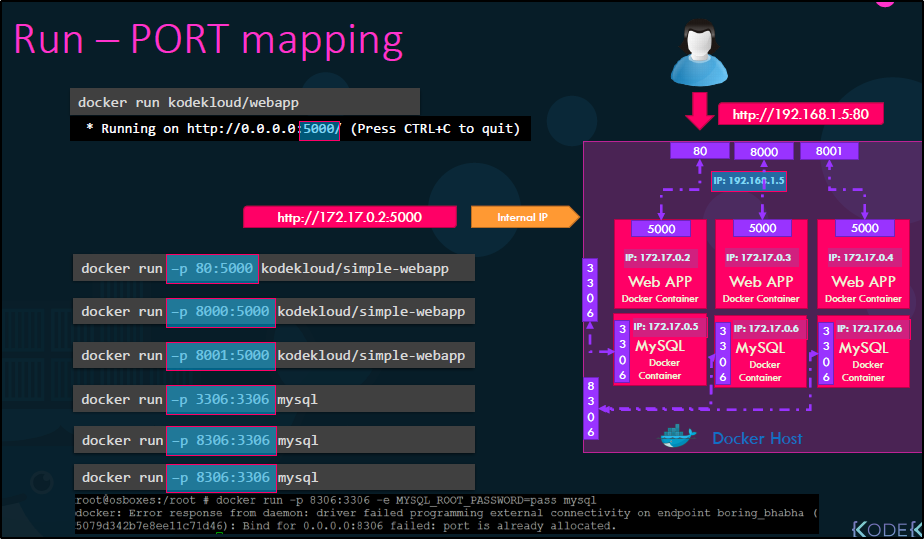 Run – PORT mapping
docker run kodekloud/webapp
* Running on http://0.0.0.0:5000/ (Press CTRL+C to quit)
http://192.168.1.5:80
80
8000
8001
IP: 192.168.1.5
http://172.17.0.2:5000
Internal IP
5000
5000
5000
IP: 172.17.0.2
IP: 172.17.0.3
IP: 172.17.0.4
Web APP
Web APP
Web APP
Docker Container
Docker Container
Docker Container
3306
3306
IP: 172.17.0.5
MySQL
Docker
Container
3306
IP: 172.17.0.6
MySQL
Docker
Container
3306
IP: 172.17.0.6
MySQL
Docker
Container
8306
Docker Host
docker run -p 80:5000 kodekloud/simple-webapp
docker run -p 8000:5000 kodekloud/simple-webapp
docker run -p 8001:5000 kodekloud/simple-webapp
docker run -p 3306:3306 mysql
docker run -p 8306:3306 mysql
docker run -p 8306:3306 mysql
root@osboxes:/root # docker run -p 8306:3306 -e MYSQL_ROOT_PASSWORD=pass mysql
docker: Error response from daemon: driver failed programming external connectivity on endpoint boring_bhabha (
5079d342b7e8ee11c71d46): Bind for 0.0.0.0:8306 failed: port is already allocated.